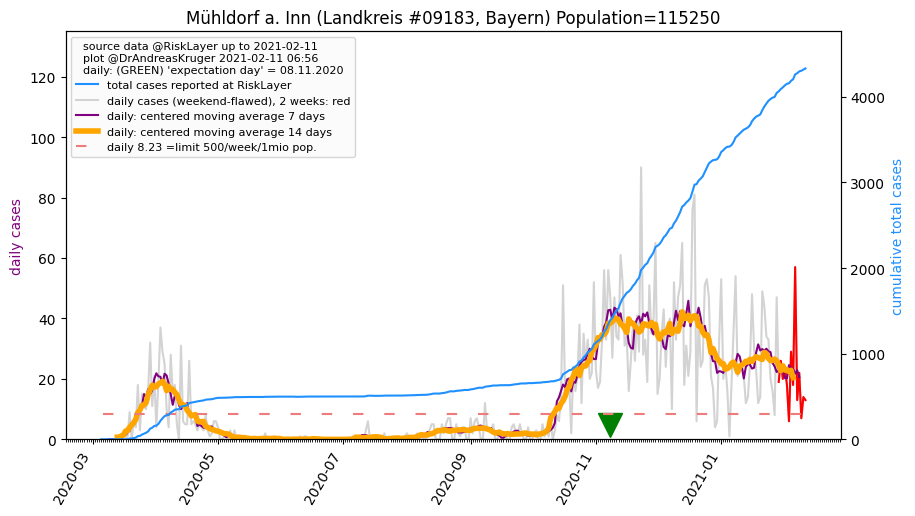 Mühldorf a. Inn (Landkreis #09183, Bayern) Population=115250
source data @RiskLayer up to 2021-02-11
plot @DrAndreasKruger 2021-02-11 06:56
daily: (GREEN) 'expectation day' = 08.11.2020
total cases reported at RiskLayer
daily cases (weekend-flawed), 2 weeks: red
daily: centered moving average 7 days
daily: centered moving average 14 days
daily 8.23 =limit 500/week/1mio pop.
daily cases
120
100
80
60
40
20
0
cumulative total cases
4000
3000
2000
1000
0
2020-03
2020-05
2020-07
2020-09
2020-11
2021-01